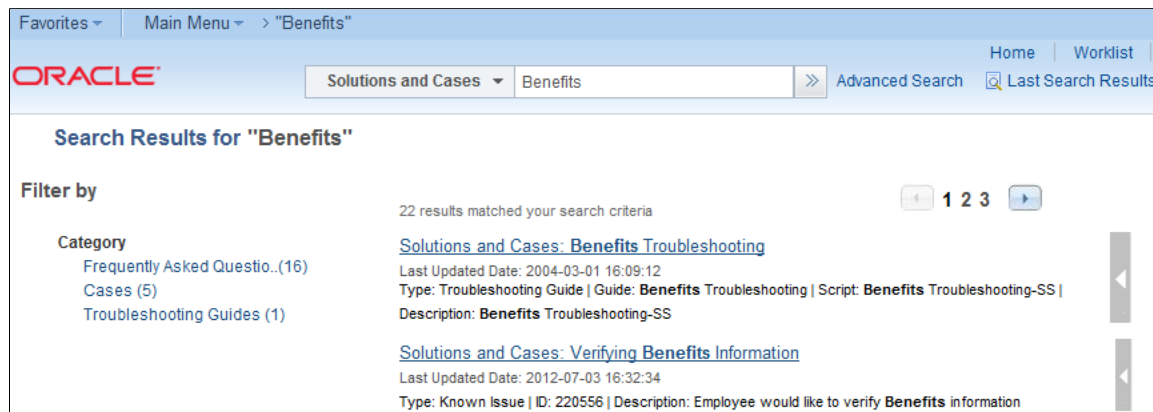 Favorites Main Menu > "Benefits"
Home Worklist
ORACLE Solutions and Cases Benefits Advanced Search Last Search Results
Search Results for "Benefits"
Filter by
1 2 3
22 results matched your search criteria
Category
Frequently Asked Questio..(16)
Cases (5)
Troubleshooting Guides (1)
Solutions and Cases: Benefits Troubleshooting
Last Updated Date: 2004-03-01 16:09:12
Type: Troubleshooting Guide | Guide: Benefits Troubleshooting | Script: Benefits Troubleshooting-SS |
Description: Benefits Troubleshooting-SS
Solutions and Cases: Verifying Benefits Information
Last Updated Date: 2012-07-03 16:32:34
Type: Known Issue | ID: 220556 | Description: Employee would like to verify Benefits information